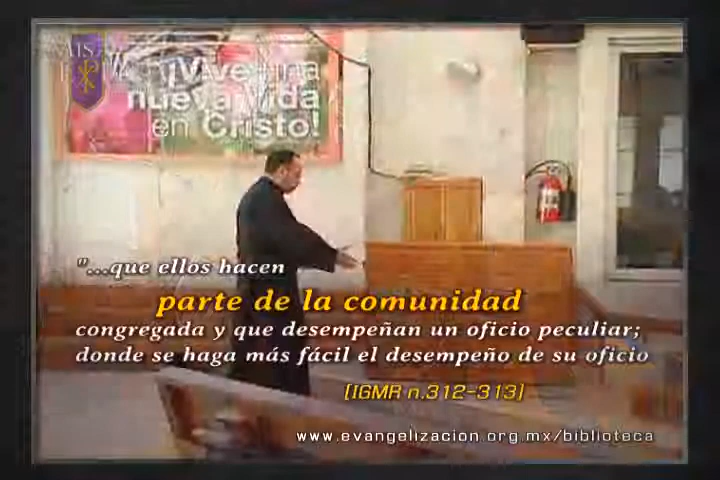 ¡Vive una
nueva Vida
en Cristo!
"...que ellos hacen
parte de la comunidad
congregada y que desempeñan un oficio peculiar;
donde se haga más fácil el desempeño de su oficio
[IGMR n.312-313]
www.evangelizacion.org.mx/biblioteca